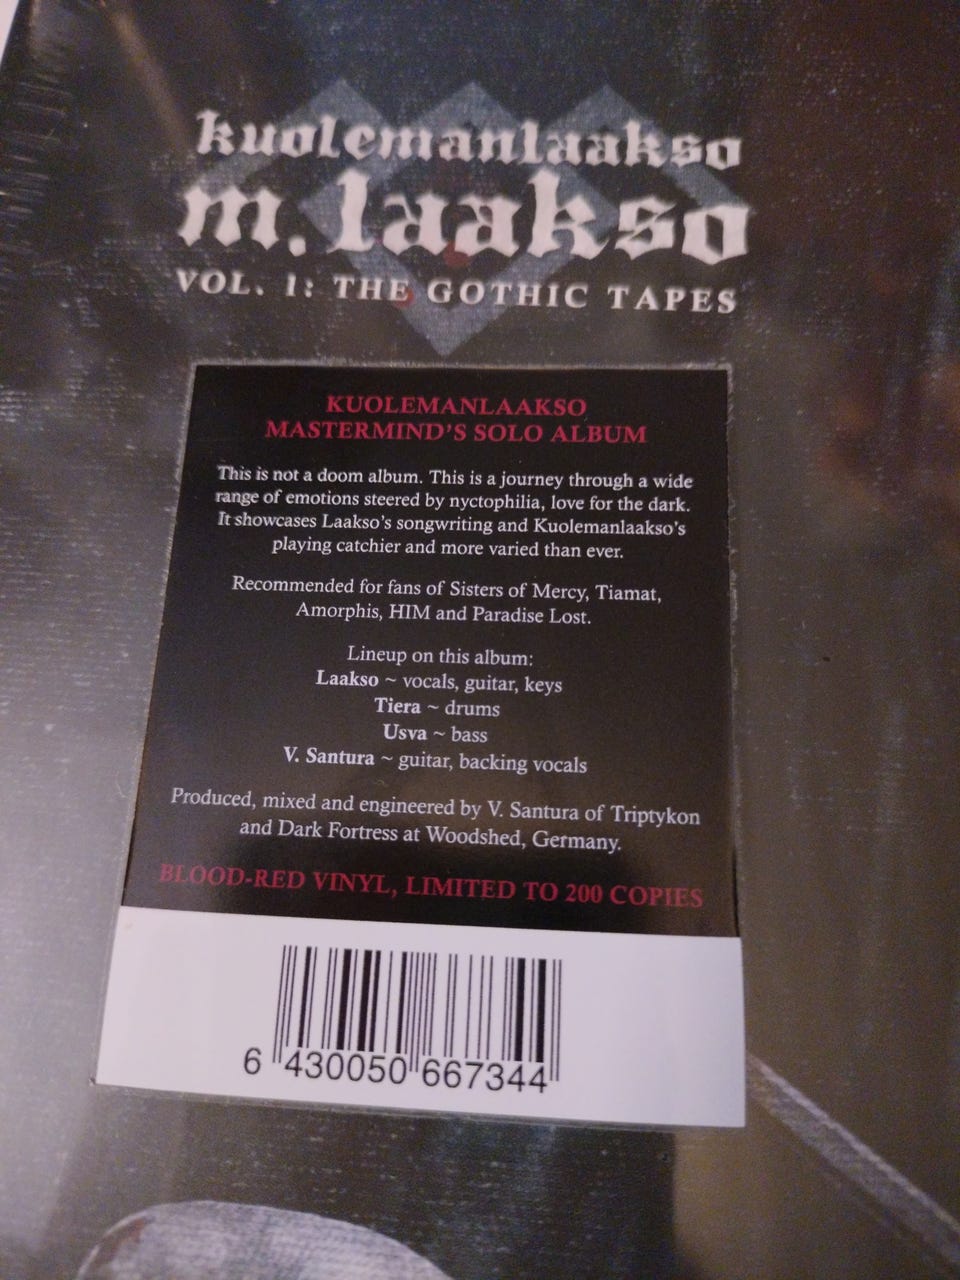 kuolemanlaakso
m. laakso
VOL. 1: THE GOTHIC TAPES
KUOLEMANLAAKSO
MASTERMIND'S SOLO ALBUM
This is not a doom album. This is a journey through a wide
range of emotions steered by nyctophilia, love for the dark.
It showcases Laakso's songwriting and Kuolemanlaakso's
playing catchier and more varied than ever.
Recommended for fans of Sisters of Mercy, Tiamat,
Amorphis, HIM and Paradise Lost.
Lineup on this album:
Laakso ~ vocals, guitar, keys
Tiera ~ drums
Usva ~ bass
V. Santura ~ guitar, backing vocals
Produced, mixed and engineered by V. Santura of Triptykon
and Dark Fortress at Woodshed, Germany.
BLOOD-RED VINYL, LIMITED TO 200 COPIES
6 430050 667344